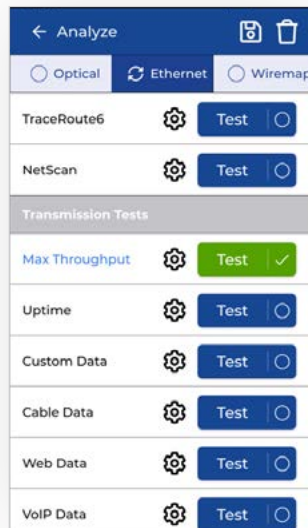 Analyze
Optical Ethernet Wiremap
TraceRoute6 Test
NetScan Test
Transmission Tests
Max Throughput Test
Uptime Test
Custom Data Test
Cable Data Test
Web Data Test
VoIP Data Test